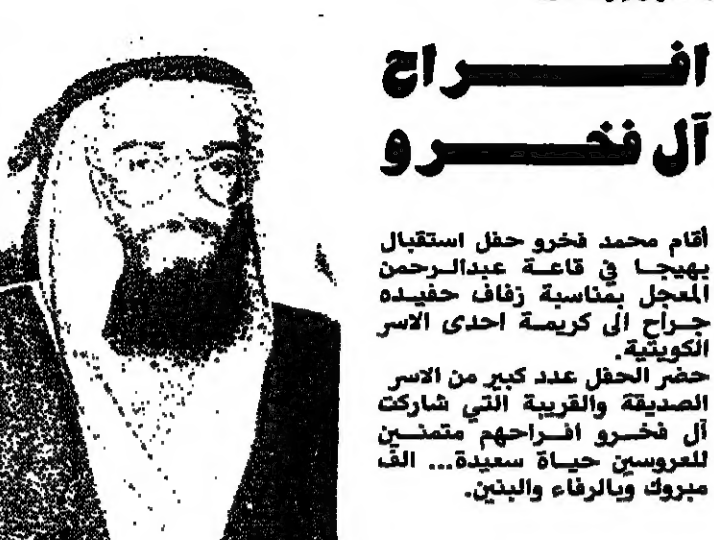 افراح
آل فخرو
أقام محمد فخرو حفل استقبال
بهيجا في قاعة عبدالرحمن
المعجل بمناسبة زفاف حفيده
جراح الى كريمة احدى الاسر
الكويتية.
حضر الحفل عدد كبير من الاسر
الصديقة والقريبة التي شاركت
آل فخرو افراحهم متمنين
للعروسين حياة سعيدة... الف
مبروك وبالرفاء والبنين.